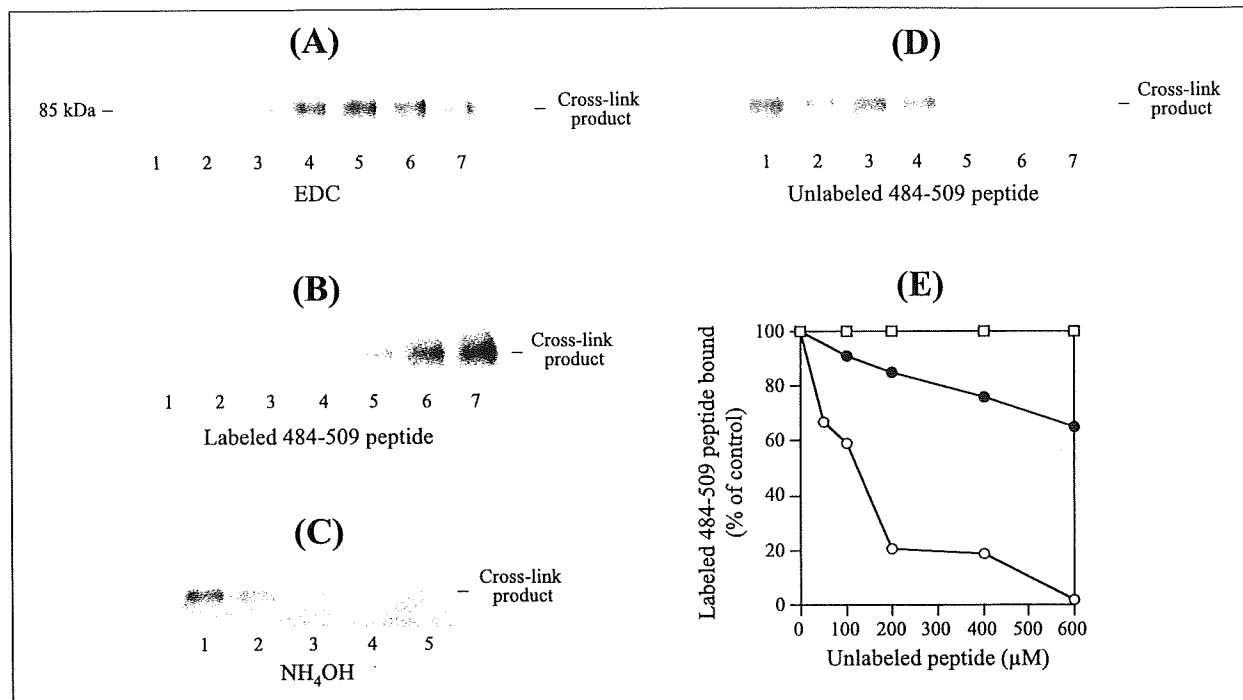 (A)
85 kDa –
– Cross-link
product
1 2 3 4 5 6 7
EDC
(B)
– Cross-link
product
1 2 3 4 5 6 7
Labeled 484-509 peptide
(C)
– Cross-link
product
1 2 3 4 5
NH₄OH
(D)
– Cross-link
product
1 2 3 4 5 6 7
Unlabeled 484-509 peptide
(E)
Labeled 484-509 peptide bound
(% of control)
100
80
60
40
20
0
0 100 200 300 400 500 600
Unlabeled peptide (µM)